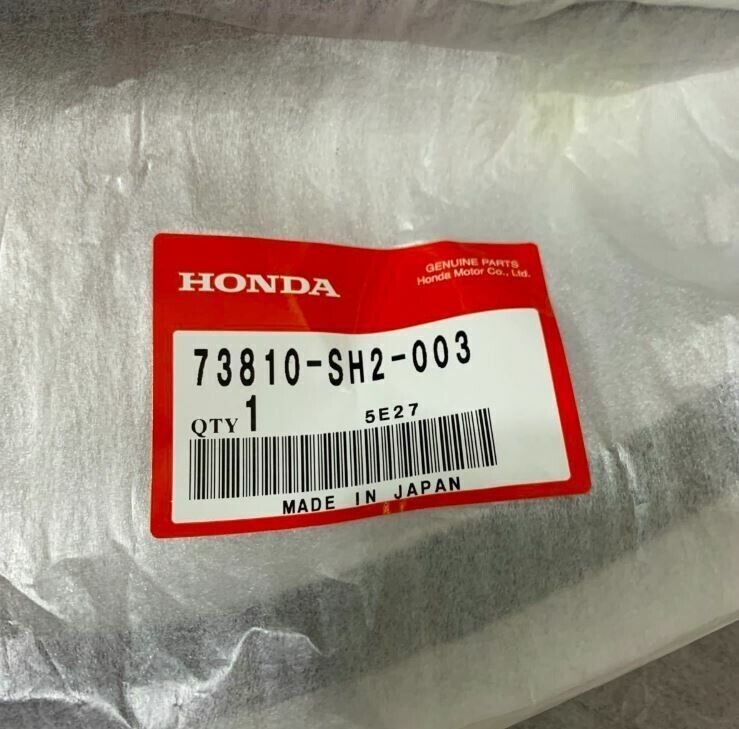 HONDA
GENUINE PARTS
Honda Motor Co., Ltd.
73810-SH2-003
QTY 1
5E27
MADE IN JAPAN